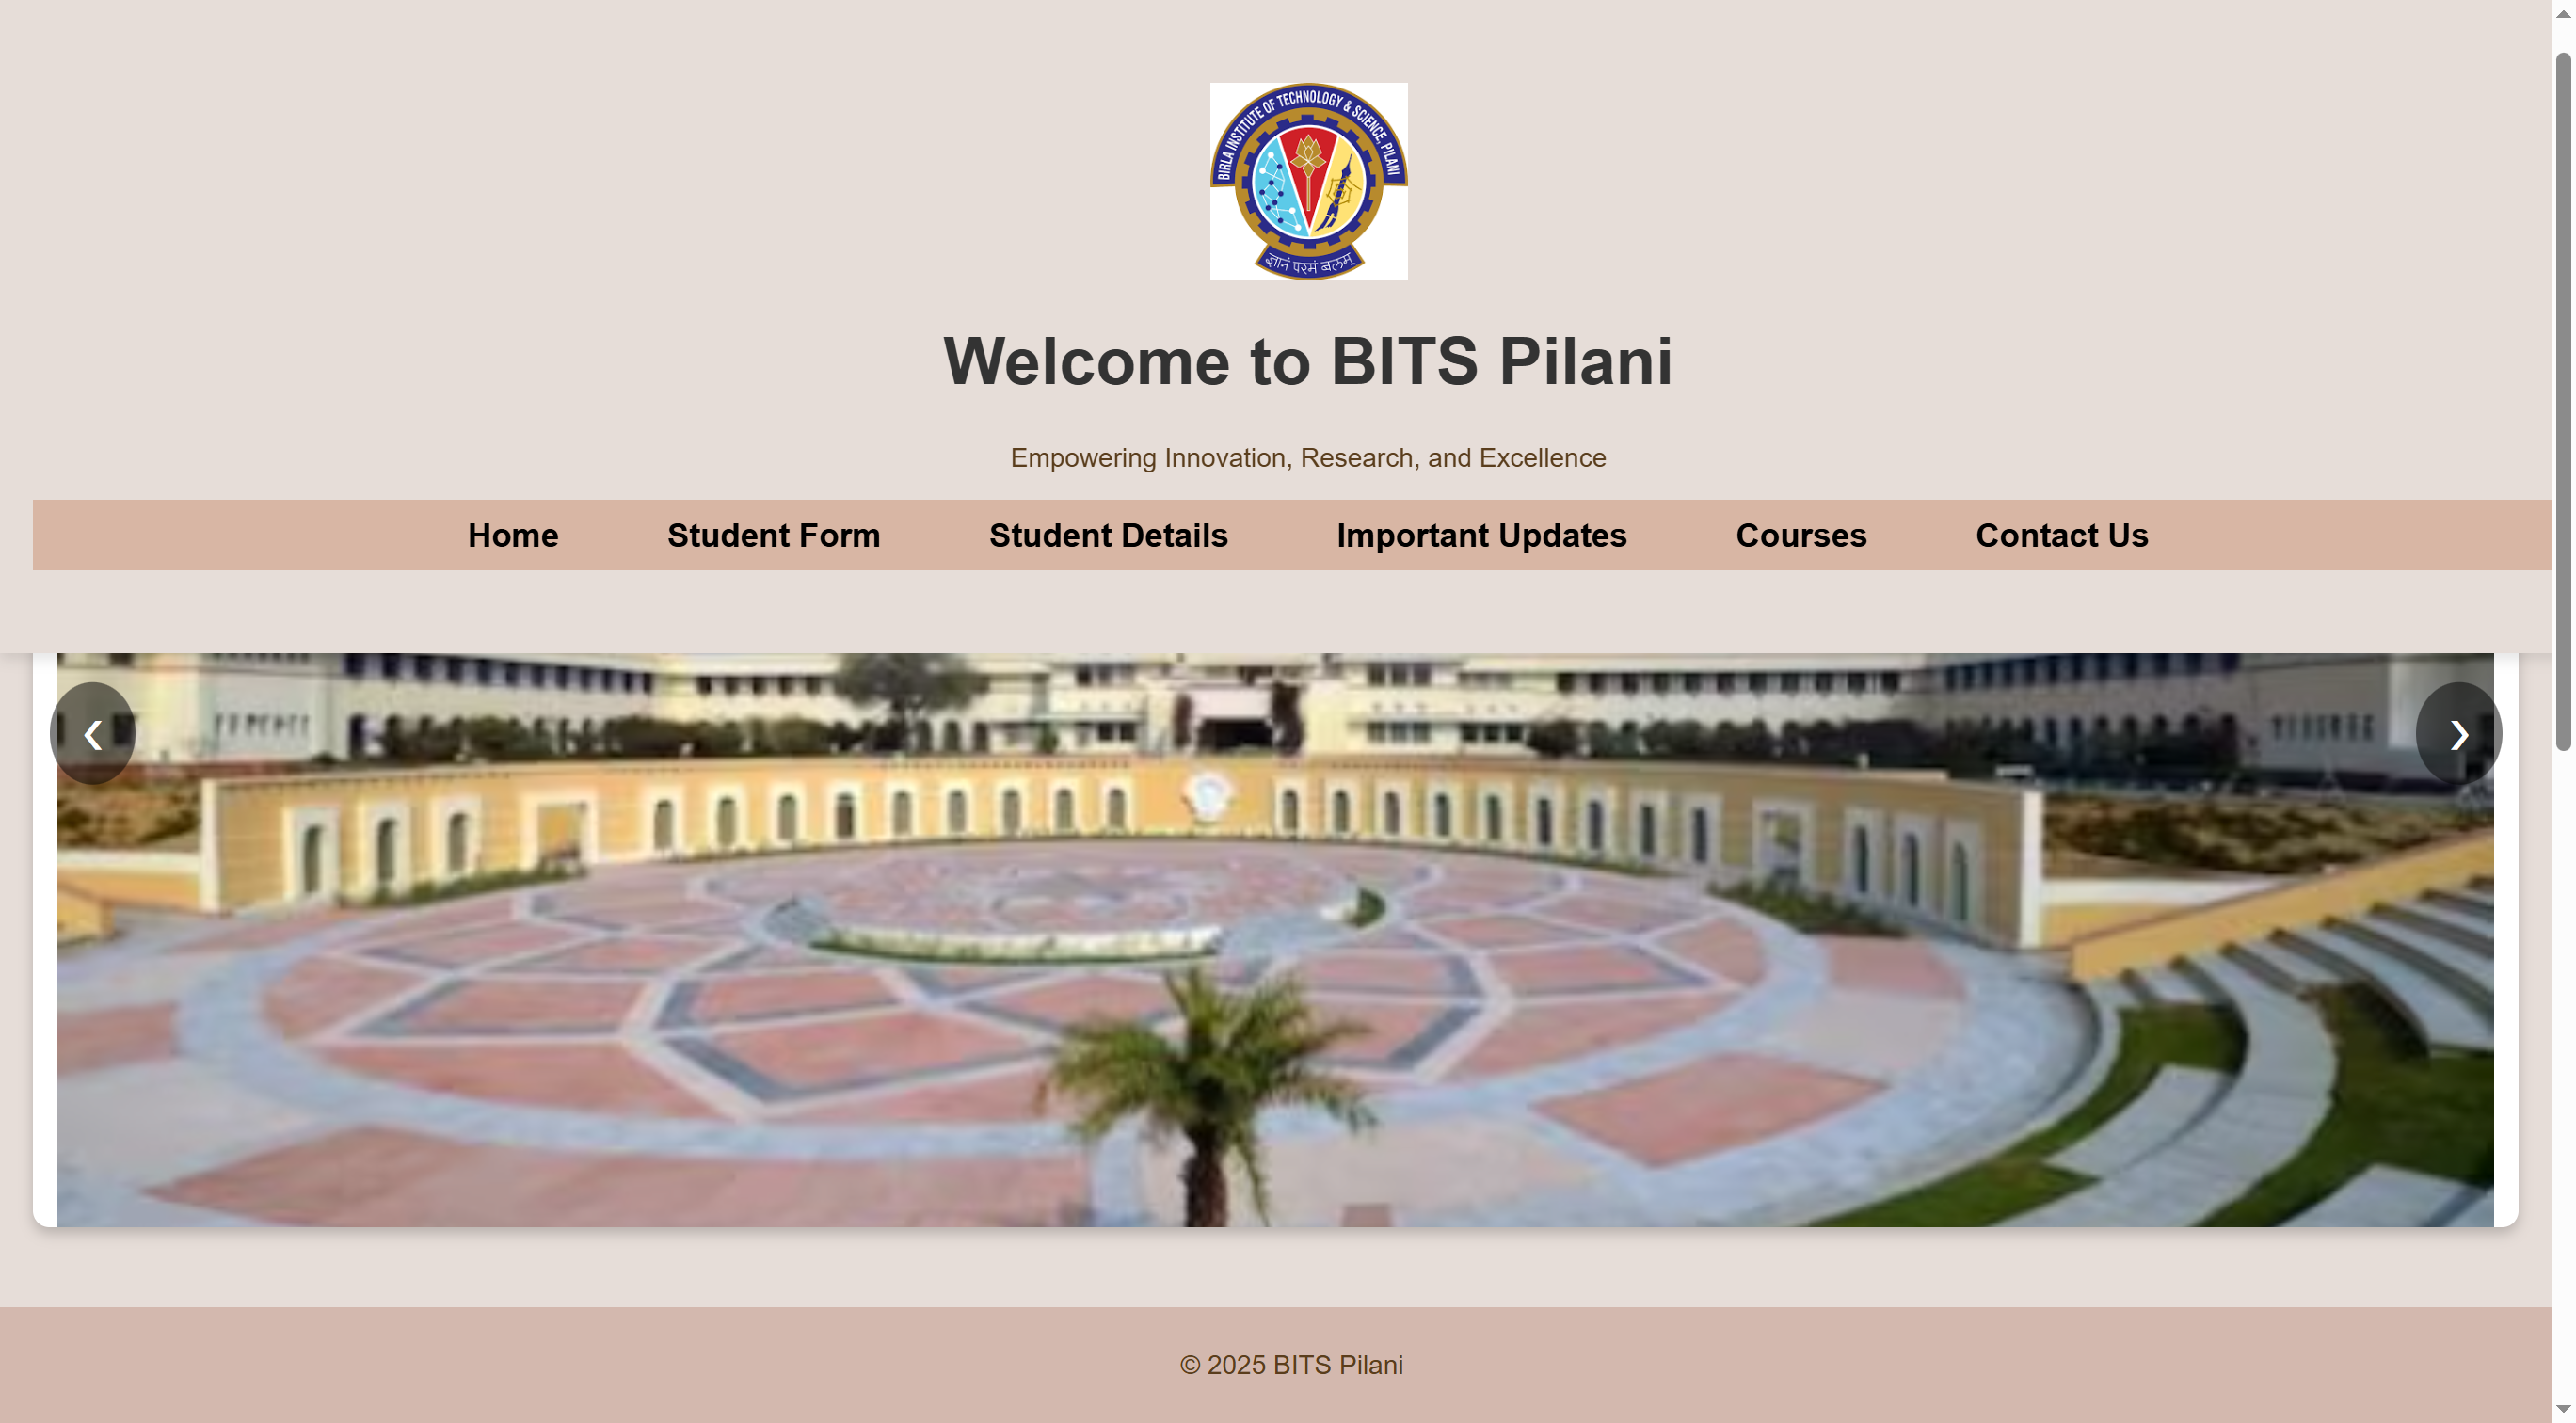 BIRLA INSTITUTE OF TECHNOLOGY & SCIENCE, PILANI
ज्ञानं परमं बलम्
Welcome to BITS Pilani
Empowering Innovation, Research, and Excellence
Home Student Form Student Details Important Updates Courses Contact Us
‹ ›
© 2025 BITS Pilani